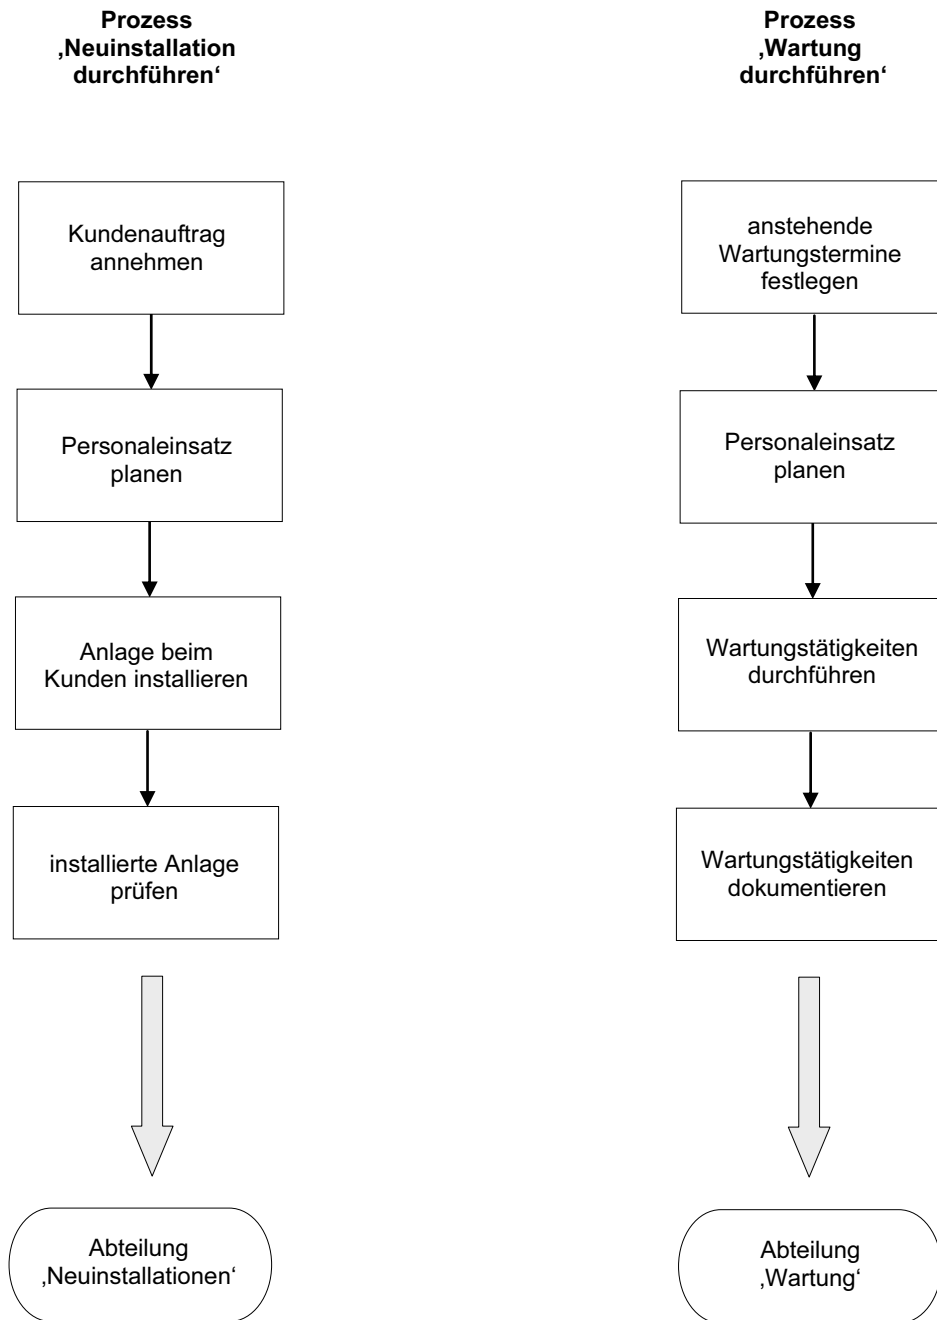 Prozess
‚Neuinstallation
durchführen‘
Kundenauftrag
annehmen
Personaleinsatz
planen
Anlage beim
Kunden installieren
installierte Anlage
prüfen
Abteilung
‚Neuinstallationen‘
Prozess
‚Wartung
durchführen‘
anstehende
Wartungstermine
festlegen
Personaleinsatz
planen
Wartungstätigkeiten
durchführen
Wartungstätigkeiten
dokumentieren
Abteilung
‚Wartung‘